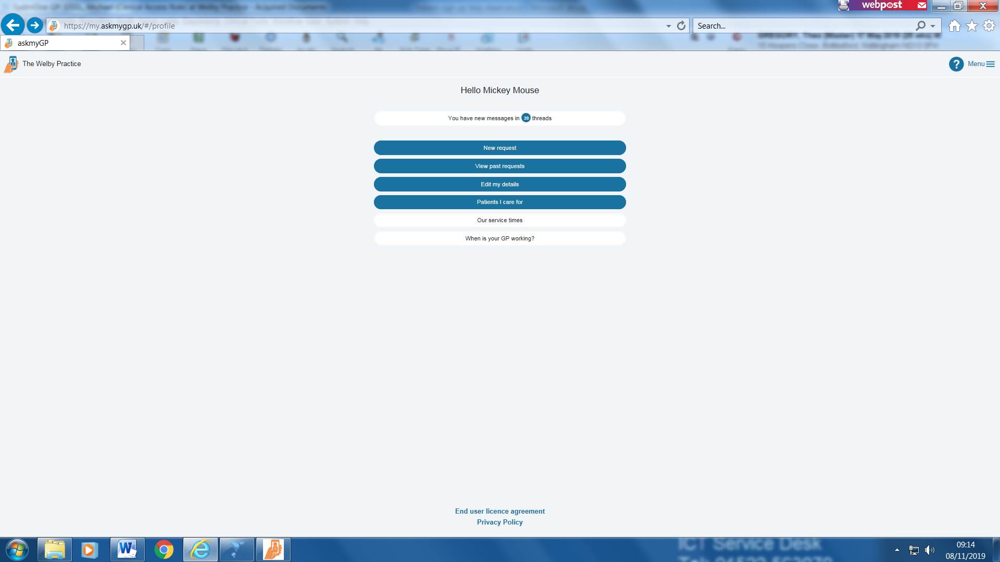 webpost
https://my.askmygp.uk/#/profile
Search...
askmyGP
The Welby Practice
? Menu
Hello Mickey Mouse
You have new messages in 20 threads
New request
View past requests
Edit my details
Patients I care for
Our service times
When is your GP working?
End user licence agreement
Privacy Policy
ICT Service Desk
09:14
08/11/2019